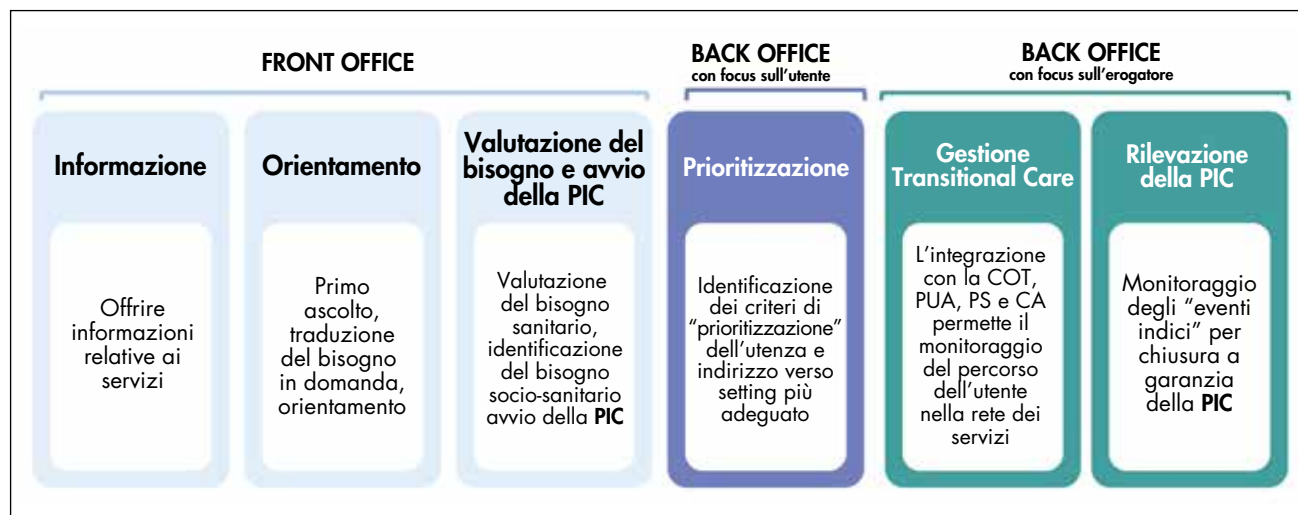 FRONT OFFICE
BACK OFFICE
con focus sull'utente
BACK OFFICE
con focus sull'erogatore
Informazione
Offrire
informazioni
relative ai
servizi
Orientamento
Primo
ascolto,
traduzione
del bisogno
in domanda,
orientamento
Valutazione del
bisogno e avvio
della PIC
Valutazione
del bisogno
sanitario,
identificazione
del bisogno
socio-sanitario
avvio della PIC
Prioritizzazione
Identificazione
dei criteri di
“prioritizzazione”
dell'utenza e
indirizzo verso
setting più
adeguato
Gestione
Transitional Care
L'integrazione
con la COT,
PUA, PS e CA
permette il
monitoraggio
del percorso
dell'utente
nella rete dei
servizi
Rilevazione
della PIC
Monitoraggio
degli “eventi
indici” per
chiusura a
garanzia
della PIC